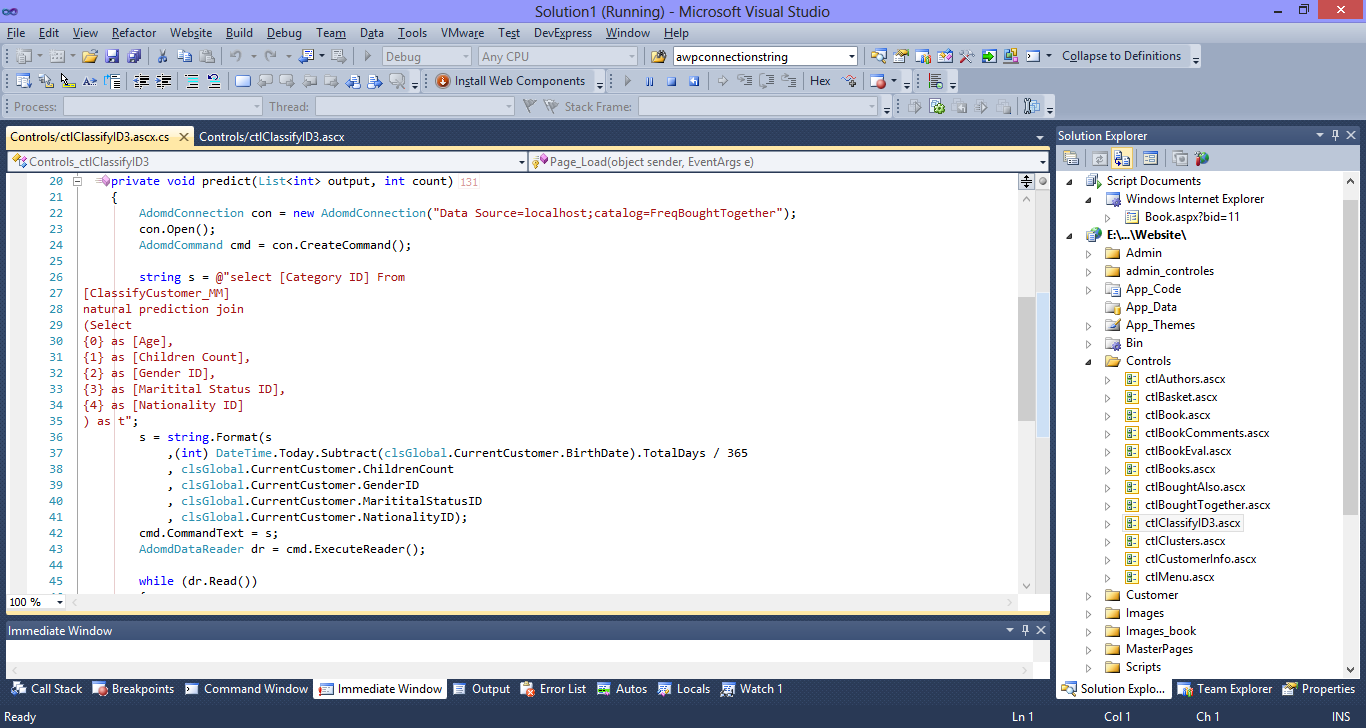 Solution1 (Running) - Microsoft Visual Studio
File Edit View Refactor Website Build Debug Team Data Tools VMware Test DevExpress Window Help
Debug Any CPU awpconnectionstring Collapse to Definitions
Install Web Components Hex
Process: Thread: Stack Frame:
Controls/ctlClassifyID3.ascx.cs Controls/ctlClassifyID3.ascx
Controls_ctlClassifyID3 Page_Load(object sender, EventArgs e)
20 private void predict(List<int> output, int count) 131
21 {
22 AdomdConnection con = new AdomdConnection("Data Source=localhost;catalog=FreqBoughtTogether");
23 con.Open();
24 AdomdCommand cmd = con.CreateCommand();
25
26 string s = @"select [Category ID] From
27 [ClassifyCustomer_MM]
28 natural prediction join
29 (Select
30 {0} as [Age],
31 {1} as [Children Count],
32 {2} as [Gender ID],
33 {3} as [Maritital Status ID],
34 {4} as [Nationality ID]
35 ) as t";
36 s = string.Format(s
37 ,(int) DateTime.Today.Subtract(clsGlobal.CurrentCustomer.BirthDate).TotalDays / 365
38 , clsGlobal.CurrentCustomer.ChildrenCount
39 , clsGlobal.CurrentCustomer.GenderID
40 , clsGlobal.CurrentCustomer.MarititalStatusID
41 , clsGlobal.CurrentCustomer.NationalityID);
42 cmd.CommandText = s;
43 AdomdDataReader dr = cmd.ExecuteReader();
44
45 while (dr.Read())
100 %
Immediate Window
Call Stack Breakpoints Command Window Immediate Window Output Error List Autos Locals Watch 1
Solution Explorer
Script Documents
Windows Internet Explorer
Book.aspx?bid=11
E:\...\Website\
Admin
admin_controles
App_Code
App_Data
App_Themes
Bin
Controls
ctlAuthors.ascx
ctlBasket.ascx
ctlBook.ascx
ctlBookComments.ascx
ctlBookEval.ascx
ctlBooks.ascx
ctlBoughtAlso.ascx
ctlBoughtTogether.ascx
ctlClassifyID3.ascx
ctlClusters.ascx
ctlCustomerInfo.ascx
ctlMenu.ascx
Customer
Images
Images_book
MasterPages
Scripts
Solution Explo... Team Explorer Properties
Ready Ln 1 Col 1 Ch 1 INS